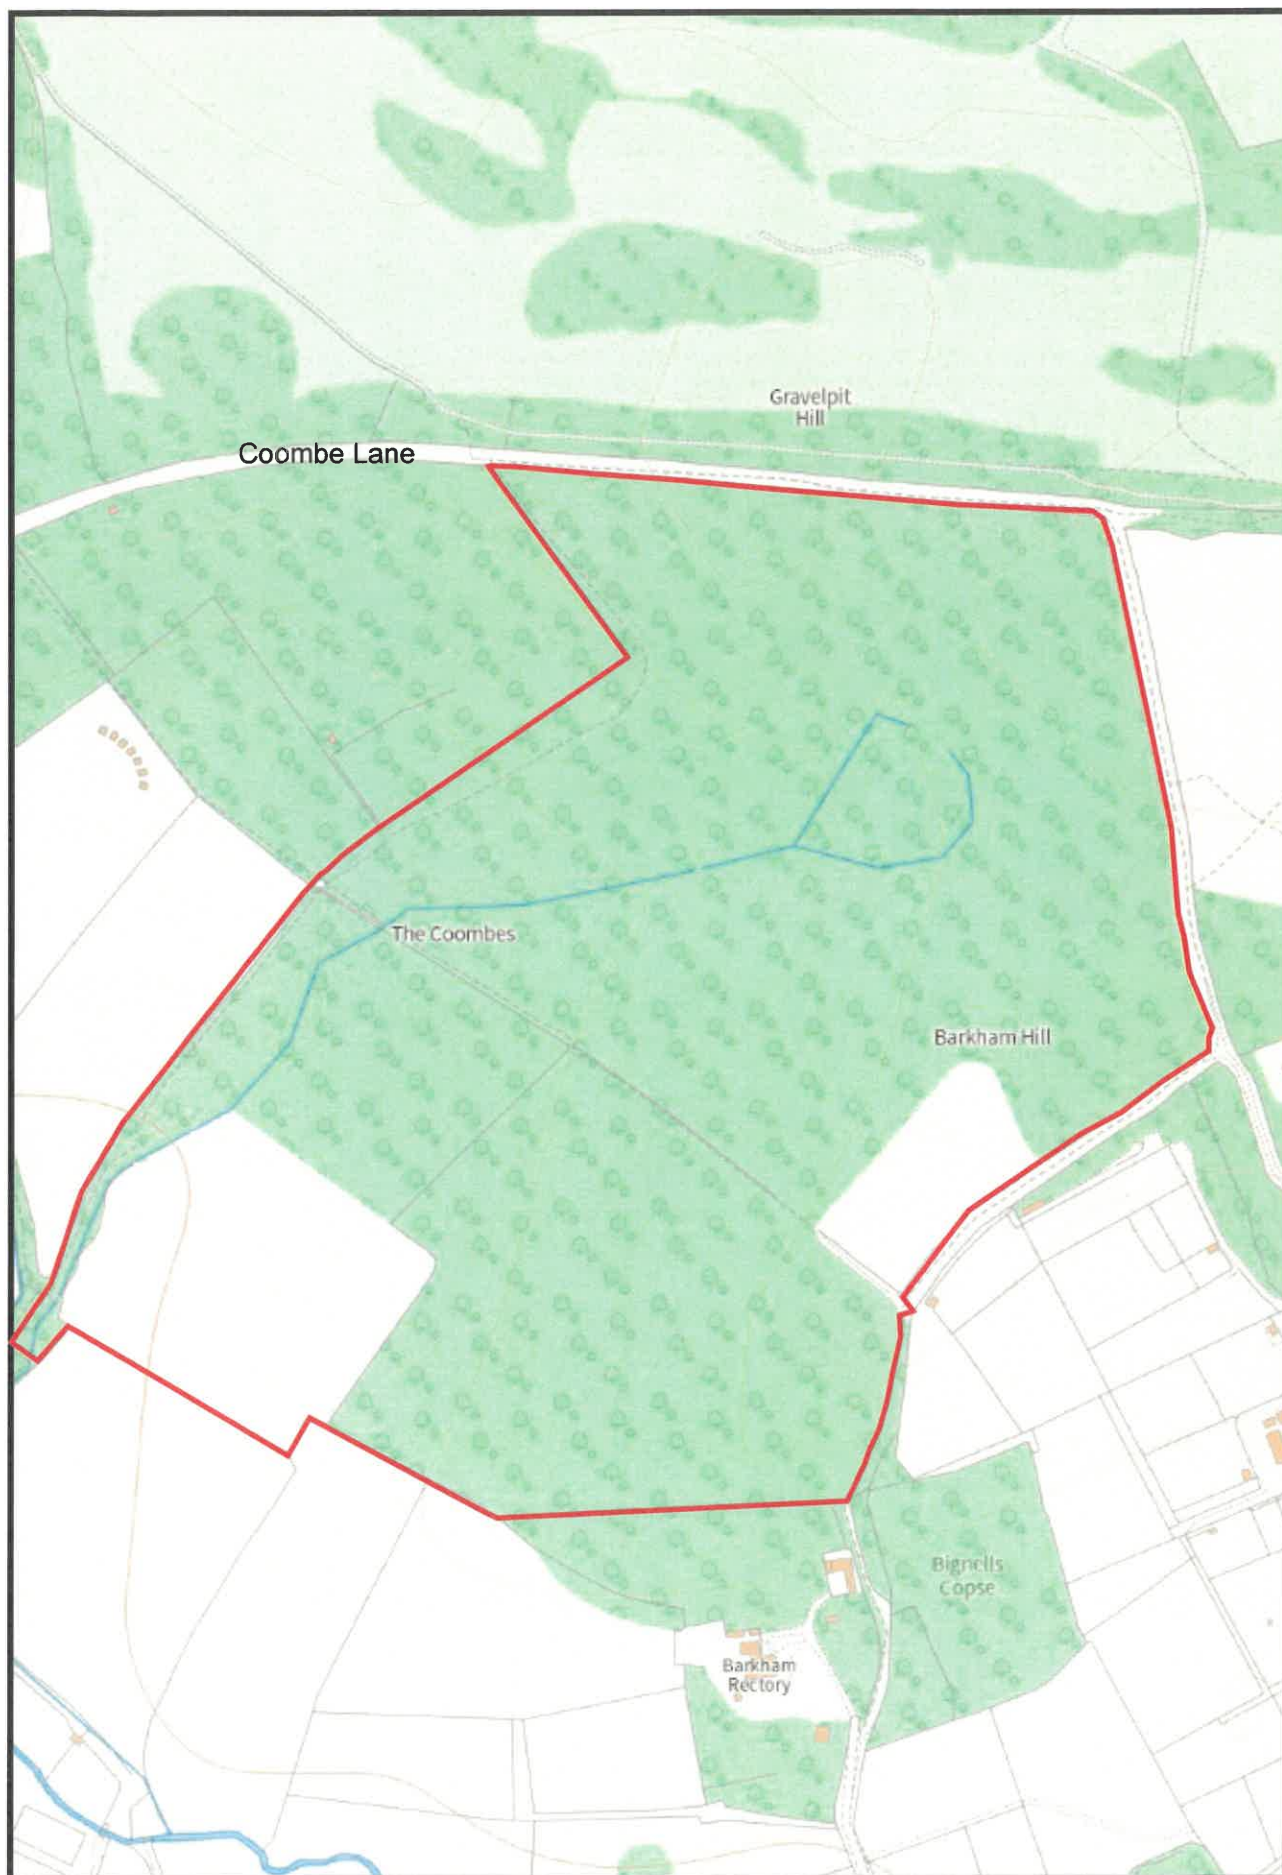 Gravelpit
Hill
Coombe Lane
The Coombes
Barkham Hill
Bignells
Copse
Barkham
Rectory